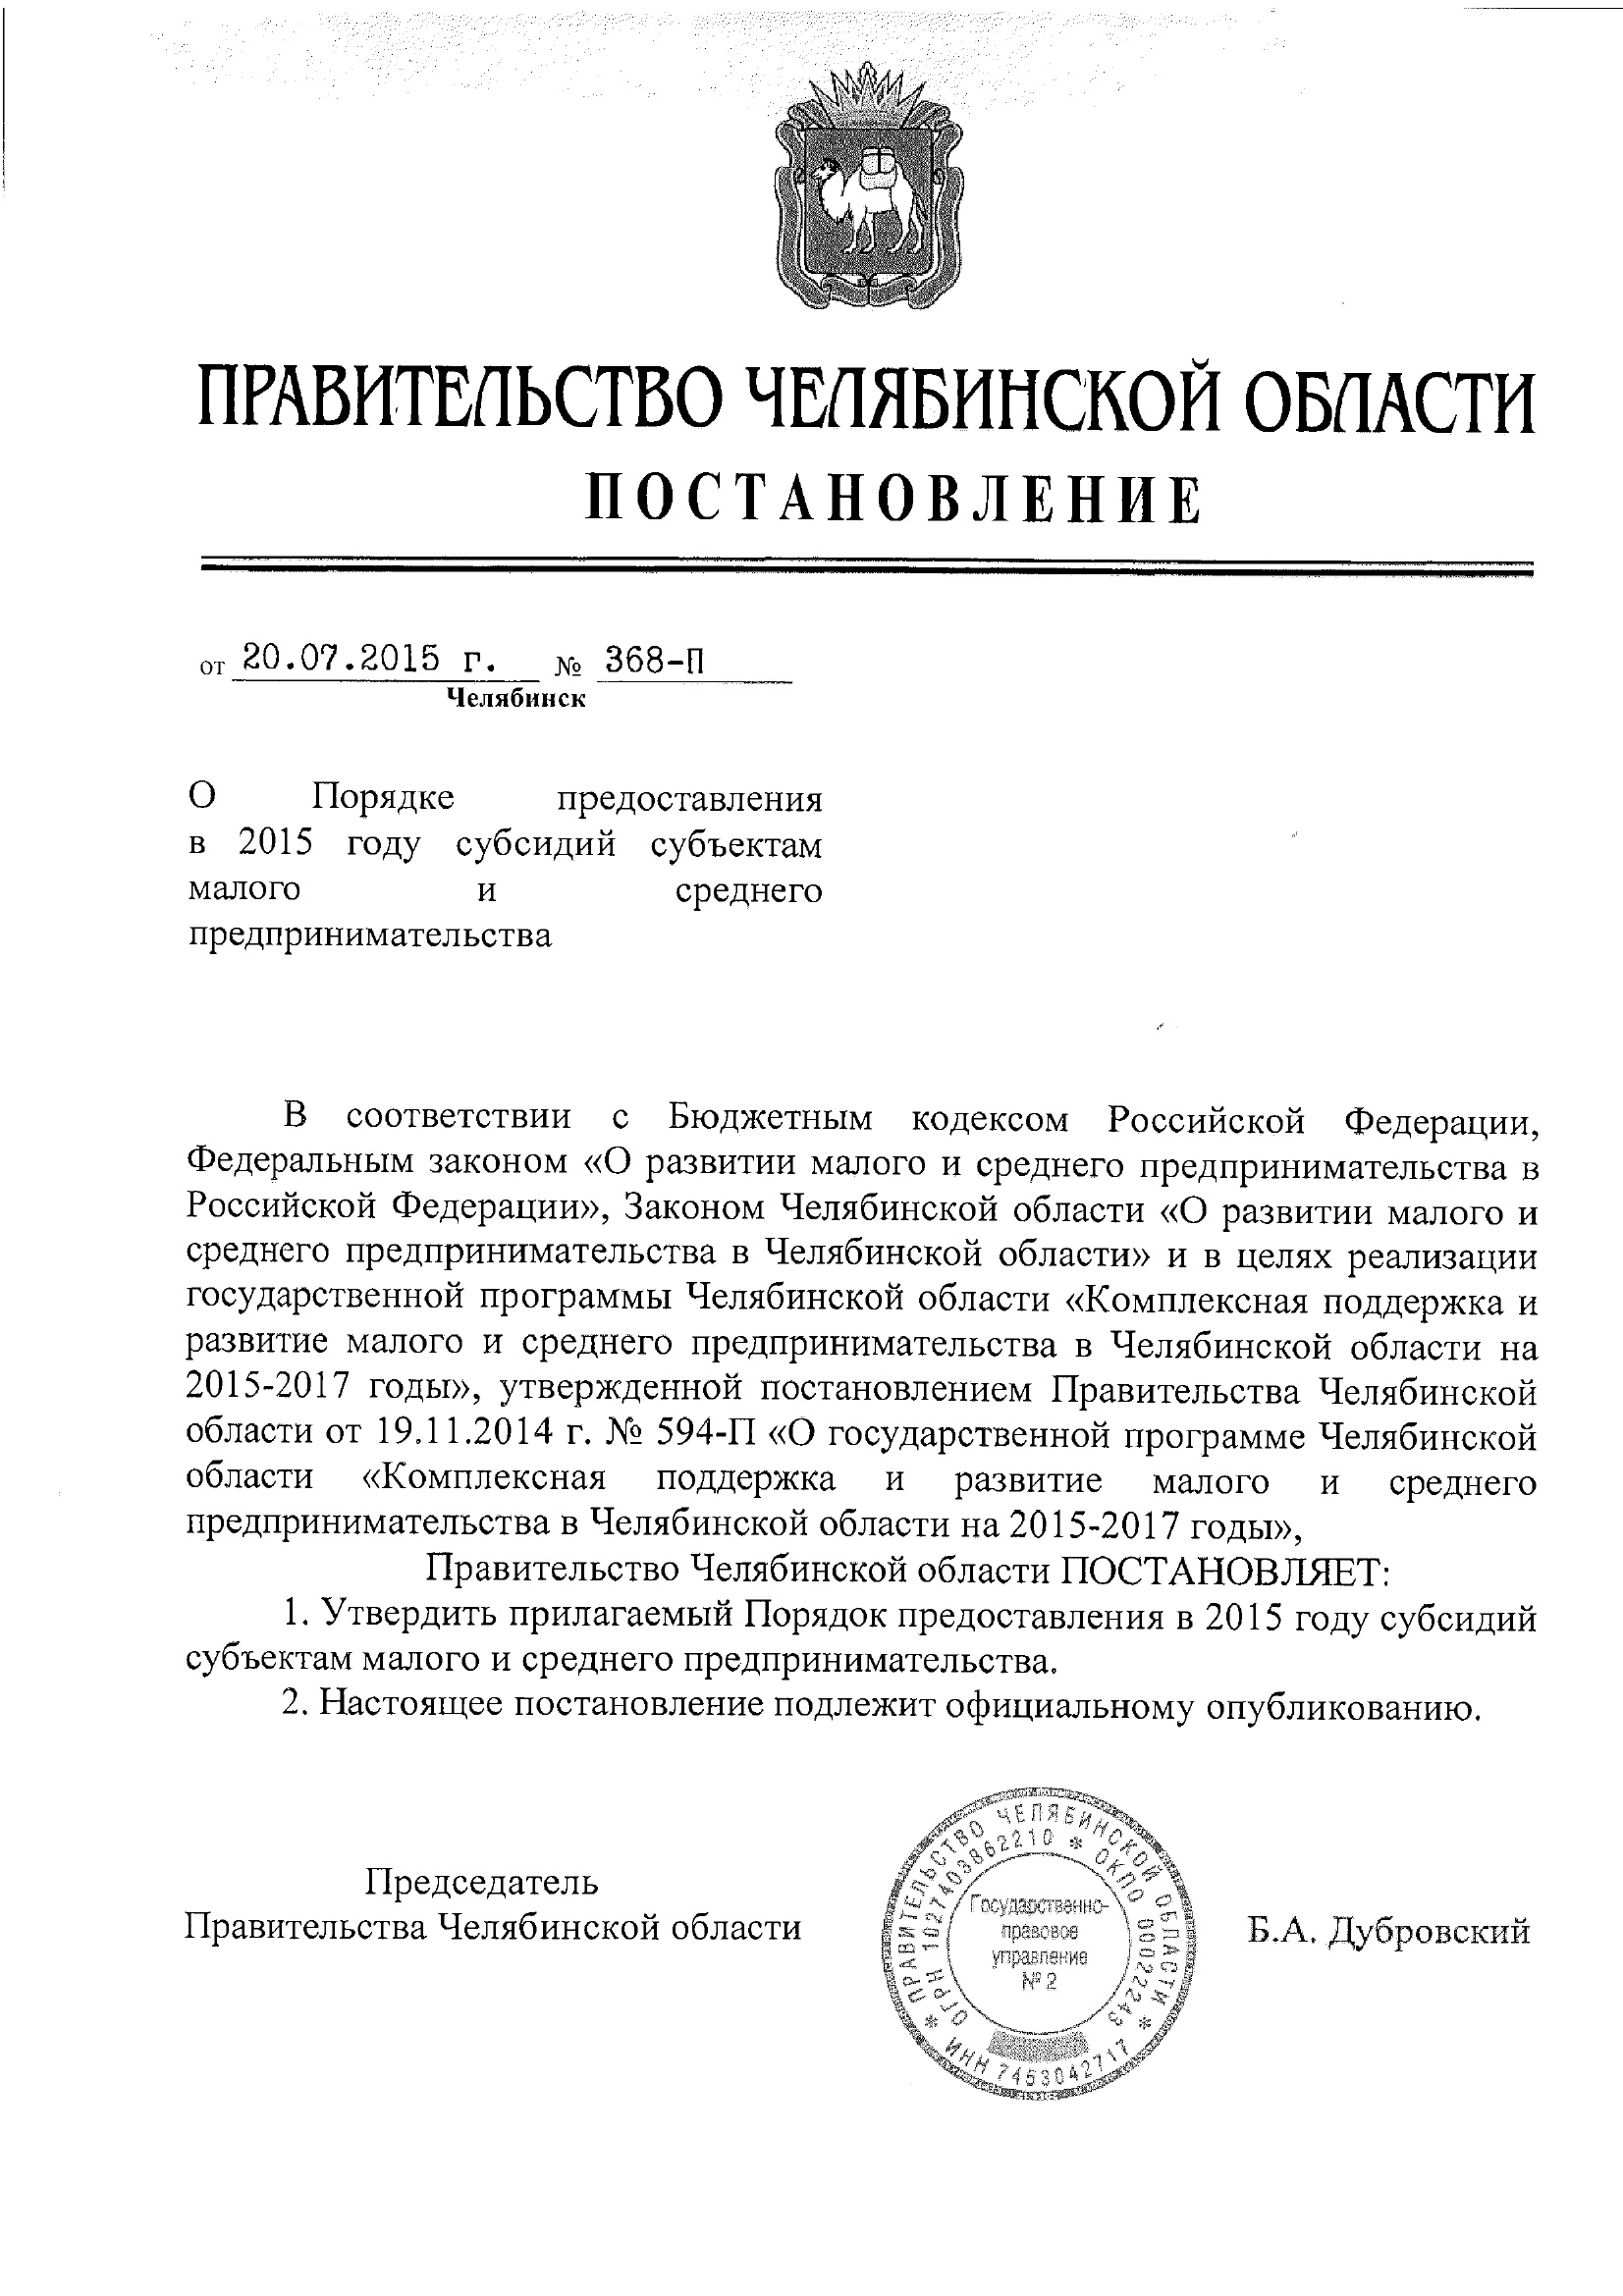 ПРАВИТЕЛЬСТВО ЧЕЛЯБИНСКОЙ ОБЛАСТИ
ПОСТАНОВЛЕНИЕ
от 20.07.2015 г. № 368-П
Челябинск
О Порядке предоставления
в 2015 году субсидий субъектам
малого и среднего
предпринимательства
В соответствии с Бюджетным кодексом Российской Федерации,
Федеральным законом «О развитии малого и среднего предпринимательства в
Российской Федерации», Законом Челябинской области «О развитии малого и
среднего предпринимательства в Челябинской области» и в целях реализации
государственной программы Челябинской области «Комплексная поддержка и
развитие малого и среднего предпринимательства в Челябинской области на
2015-2017 годы», утвержденной постановлением Правительства Челябинской
области от 19.11.2014 г. № 594-П «О государственной программе Челябинской
области «Комплексная поддержка и развитие малого и среднего
предпринимательства в Челябинской области на 2015-2017 годы»,
Правительство Челябинской области ПОСТАНОВЛЯЕТ:
1. Утвердить прилагаемый Порядок предоставления в 2015 году субсидий
субъектам малого и среднего предпринимательства.
2. Настоящее постановление подлежит официальному опубликованию.
Председатель
Правительства Челябинской области
Б.А. Дубровский
* ПРАВИТЕЛЬСТВО ЧЕЛЯБИНСКОЙ ОБЛАСТИ *
ИНН 7453042717
ОГРН 1027403862210 * ОКПО 00022243
Государственно-
правовое
управление
№ 2